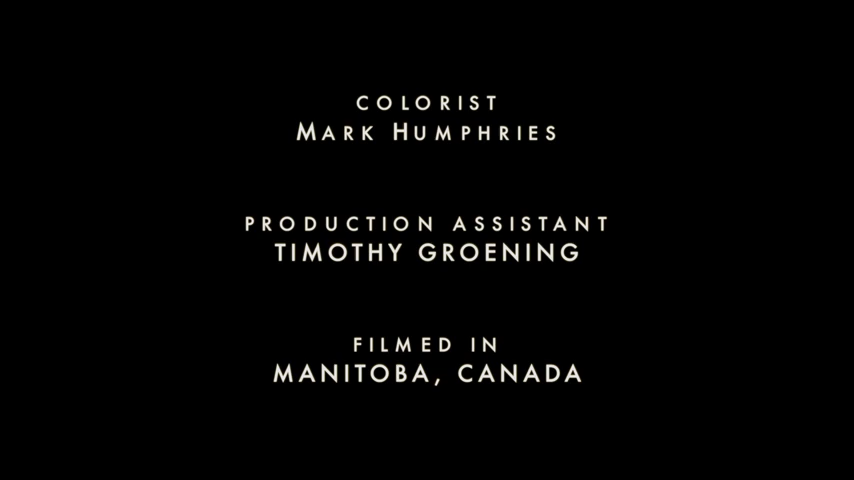 COLORIST
MARK HUMPHRIES
PRODUCTION ASSISTANT
TIMOTHY GROENING
FILMED IN
MANITOBA, CANADA